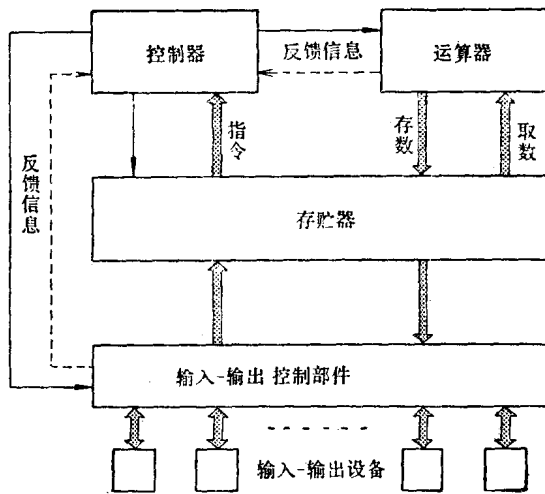 控制器
反馈信息
运算器
指令
存数
取数
反馈信息
存贮器
输入-输出 控制部件
输入-输出设备